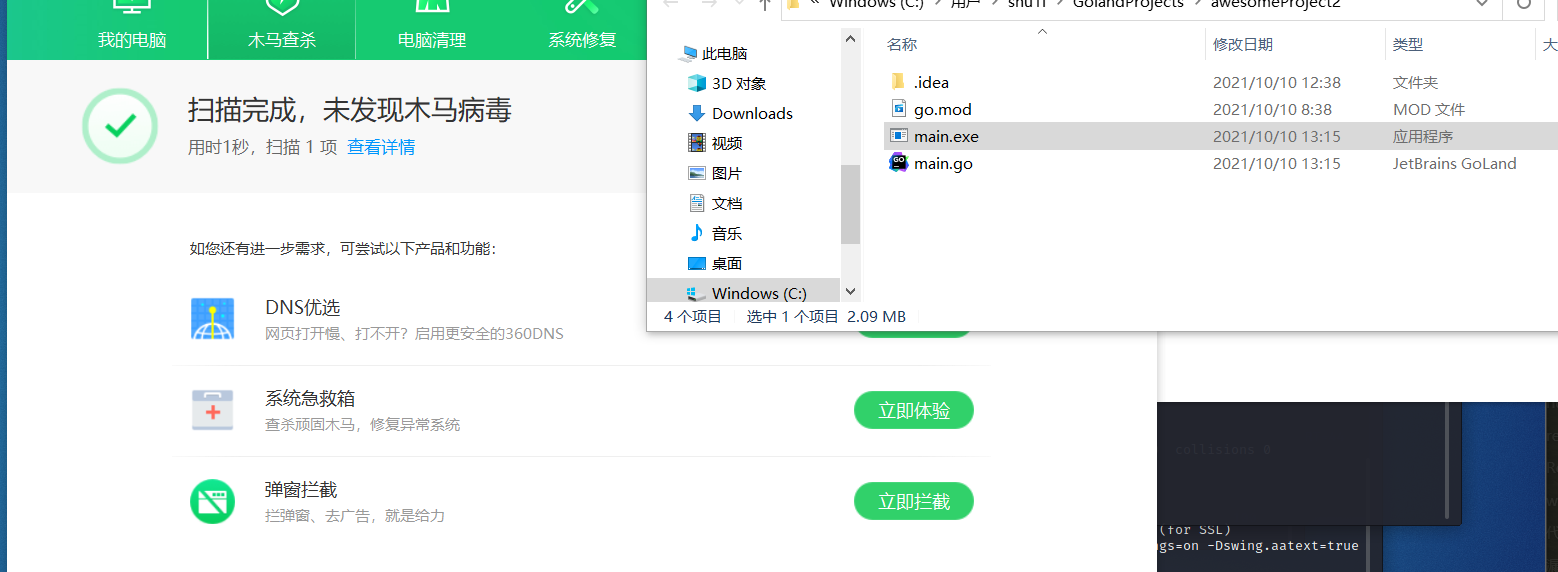 我的电脑
木马查杀
电脑清理
系统修复
扫描完成，未发现木马病毒
用时1秒，扫描 1 项 查看详情
如您还有进一步需求，可尝试以下产品和功能：
DNS优选
网页打开慢、打不开？启用更安全的360DNS
系统急救箱
查杀顽固木马，修复异常系统
立即体验
弹窗拦截
拦弹窗、去广告，就是给力
立即拦截
« Windows (C:) › 用户 › shu1i › GolandProjects › awesomeProject2
此电脑
3D 对象
Downloads
视频
图片
文档
音乐
桌面
Windows (C:)
名称 修改日期 类型 大
.idea 2021/10/10 12:38 文件夹
go.mod 2021/10/10 8:38 MOD 文件
main.exe 2021/10/10 13:15 应用程序
main.go 2021/10/10 13:15 JetBrains GoLand
4 个项目 选中 1 个项目 2.09 MB
collisions 0
(for SSL)
gs=on -Dswing.aatext=true